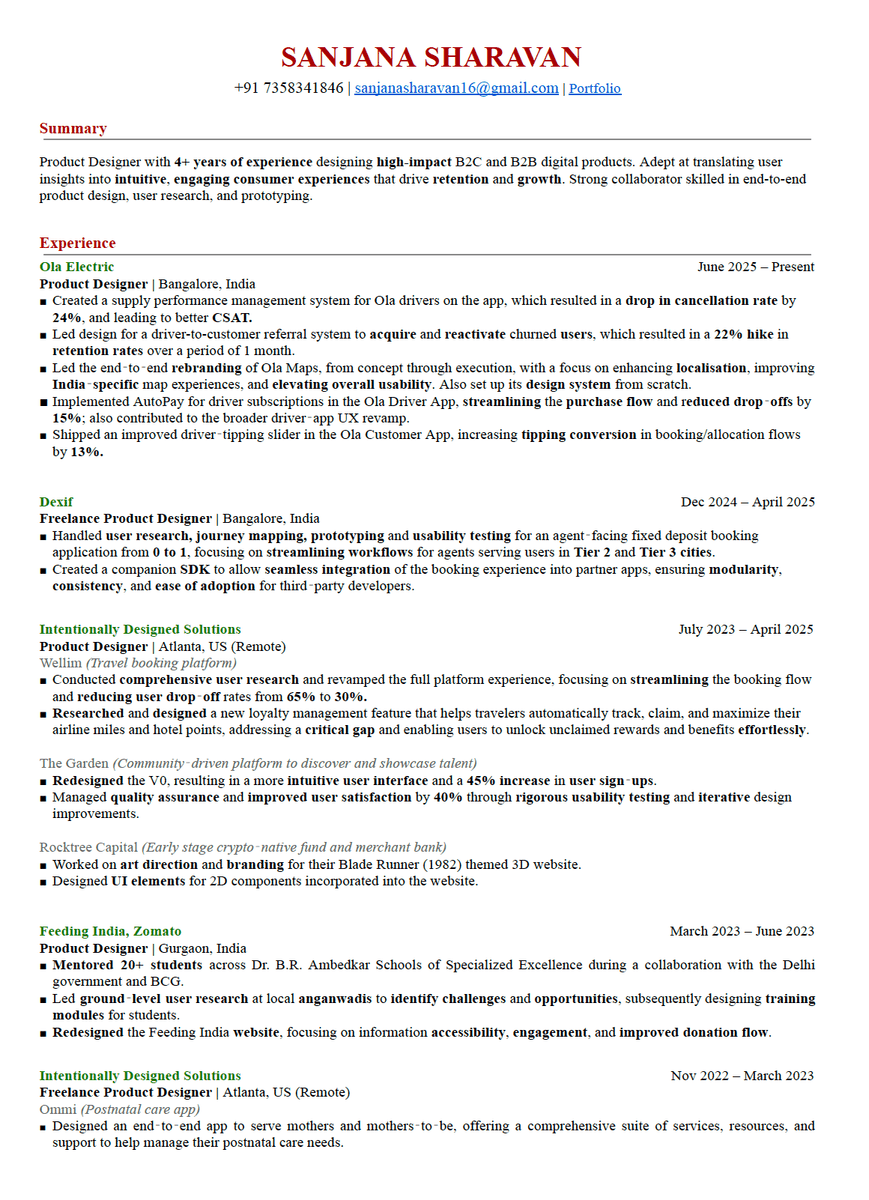 SANJANA SHARAVAN
+91 7358341846 | sanjanasharavan16@gmail.com | Portfolio
Summary
Product Designer with 4+ years of experience designing high-impact B2C and B2B digital products. Adept at translating user
insights into intuitive, engaging consumer experiences that drive retention and growth. Strong collaborator skilled in end-to-end
product design, user research, and prototyping.
Experience
Ola Electric June 2025 – Present
Product Designer | Bangalore, India
■ Created a supply performance management system for Ola drivers on the app, which resulted in a drop in cancellation rate by
24%, and leading to better CSAT.
■ Led design for a driver-to-customer referral system to acquire and reactivate churned users, which resulted in a 22% hike in
retention rates over a period of 1 month.
■ Led the end-to-end rebranding of Ola Maps, from concept through execution, with a focus on enhancing localisation, improving
India-specific map experiences, and elevating overall usability. Also set up its design system from scratch.
■ Implemented AutoPay for driver subscriptions in the Ola Driver App, streamlining the purchase flow and reduced drop-offs by
15%; also contributed to the broader driver-app UX revamp.
■ Shipped an improved driver-tipping slider in the Ola Customer App, increasing tipping conversion in booking/allocation flows
by 13%.
Dexif Dec 2024 – April 2025
Freelance Product Designer | Bangalore, India
■ Handled user research, journey mapping, prototyping and usability testing for an agent-facing fixed deposit booking
application from 0 to 1, focusing on streamlining workflows for agents serving users in Tier 2 and Tier 3 cities.
■ Created a companion SDK to allow seamless integration of the booking experience into partner apps, ensuring modularity,
consistency, and ease of adoption for third-party developers.
Intentionally Designed Solutions July 2023 – April 2025
Product Designer | Atlanta, US (Remote)
Wellim (Travel booking platform)
■ Conducted comprehensive user research and revamped the full platform experience, focusing on streamlining the booking flow
and reducing user drop-off rates from 65% to 30%.
■ Researched and designed a new loyalty management feature that helps travelers automatically track, claim, and maximize their
airline miles and hotel points, addressing a critical gap and enabling users to unlock unclaimed rewards and benefits effortlessly.
The Garden (Community-driven platform to discover and showcase talent)
■ Redesigned the V0, resulting in a more intuitive user interface and a 45% increase in user sign-ups.
■ Managed quality assurance and improved user satisfaction by 40% through rigorous usability testing and iterative design
improvements.
Rocktree Capital (Early stage crypto-native fund and merchant bank)
■ Worked on art direction and branding for their Blade Runner (1982) themed 3D website.
■ Designed UI elements for 2D components incorporated into the website.
Feeding India, Zomato March 2023 – June 2023
Product Designer | Gurgaon, India
■ Mentored 20+ students across Dr. B.R. Ambedkar Schools of Specialized Excellence during a collaboration with the Delhi
government and BCG.
■ Led ground-level user research at local anganwadis to identify challenges and opportunities, subsequently designing training
modules for students.
■ Redesigned the Feeding India website, focusing on information accessibility, engagement, and improved donation flow.
Intentionally Designed Solutions Nov 2022 – March 2023
Freelance Product Designer | Atlanta, US (Remote)
Ommi (Postnatal care app)
■ Designed an end-to-end app to serve mothers and mothers-to-be, offering a comprehensive suite of services, resources, and
support to help manage their postnatal care needs.